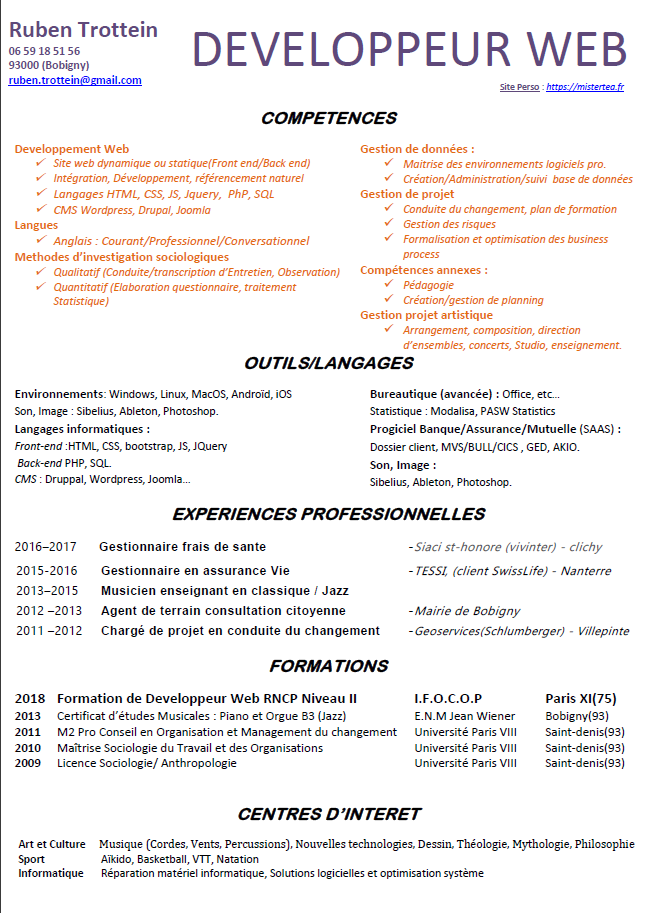 Ruben Trottein
DEVELOPPEUR WEB
06 59 18 51 56
93000 (Bobigny)
ruben.trottein@gmail.com
Site Perso : https://mistertea.fr
COMPETENCES
Developpement Web
✓ Site web dynamique ou statique(Front end/Back end)
✓ Intégration, Développement, référencement naturel
✓ Langages HTML, CSS, JS, Jquery, PhP, SQL
✓ CMS Wordpress, Drupal, Joomla
Langues
✓ Anglais : Courant/Professionnel/Conversationnel
Methodes d’investigation sociologiques
✓ Qualitatif (Conduite/transcription d’Entretien, Observation)
✓ Quantitatif (Elaboration questionnaire, traitement
Statistique)
Gestion de données :
✓ Maitrise des environnements logiciels pro.
✓ Création/Administration/suivi base de données
Gestion de projet
✓ Conduite du changement, plan de formation
✓ Gestion des risques
✓ Formalisation et optimisation des business
process
Compétences annexes :
✓ Pédagogie
✓ Création/gestion de planning
Gestion projet artistique
✓ Arrangement, composition, direction
d’ensembles, concerts, Studio, enseignement.
OUTILS/LANGAGES
Environnements: Windows, Linux, MacOS, Androïd, iOS
Son, Image : Sibelius, Ableton, Photoshop.
Langages informatiques :
Front-end :HTML, CSS, bootstrap, JS, JQuery
Back-end PHP, SQL.
CMS : Druppal, Wordpress, Joomla…
Bureautique (avancée) : Office, etc…
Statistique : Modalisa, PASW Statistics
Progiciel Banque/Assurance/Mutuelle (SAAS) :
Dossier client, MVS/BULL/CICS , GED, AKIO.
Son, Image :
Sibelius, Ableton, Photoshop.
EXPERIENCES PROFESSIONNELLES
2016–2017 Gestionnaire frais de sante -Siaci st-honore (vivinter) - clichy
2015-2016 Gestionnaire en assurance Vie -TESSI, (client SwissLife) - Nanterre
2013–2015 Musicien enseignant en classique / Jazz
2012 –2013 Agent de terrain consultation citoyenne -Mairie de Bobigny
2011 –2012 Chargé de projet en conduite du changement -Geoservices(Schlumberger) - Villepinte
FORMATIONS
2018 Formation de Developpeur Web RNCP Niveau II I.F.O.C.O.P Paris XI(75)
2013 Certificat d’études Musicales : Piano et Orgue B3 (Jazz) E.N.M Jean Wiener Bobigny(93)
2011 M2 Pro Conseil en Organisation et Management du changement Université Paris VIII Saint-denis(93)
2010 Maîtrise Sociologie du Travail et des Organisations Université Paris VIII Saint-denis(93)
2009 Licence Sociologie/ Anthropologie Université Paris VIII Saint-denis(93)
CENTRES D’INTERET
Art et Culture Musique (Cordes, Vents, Percussions), Nouvelles technologies, Dessin, Théologie, Mythologie, Philosophie
Sport Aïkido, Basketball, VTT, Natation
Informatique Réparation matériel informatique, Solutions logicielles et optimisation système